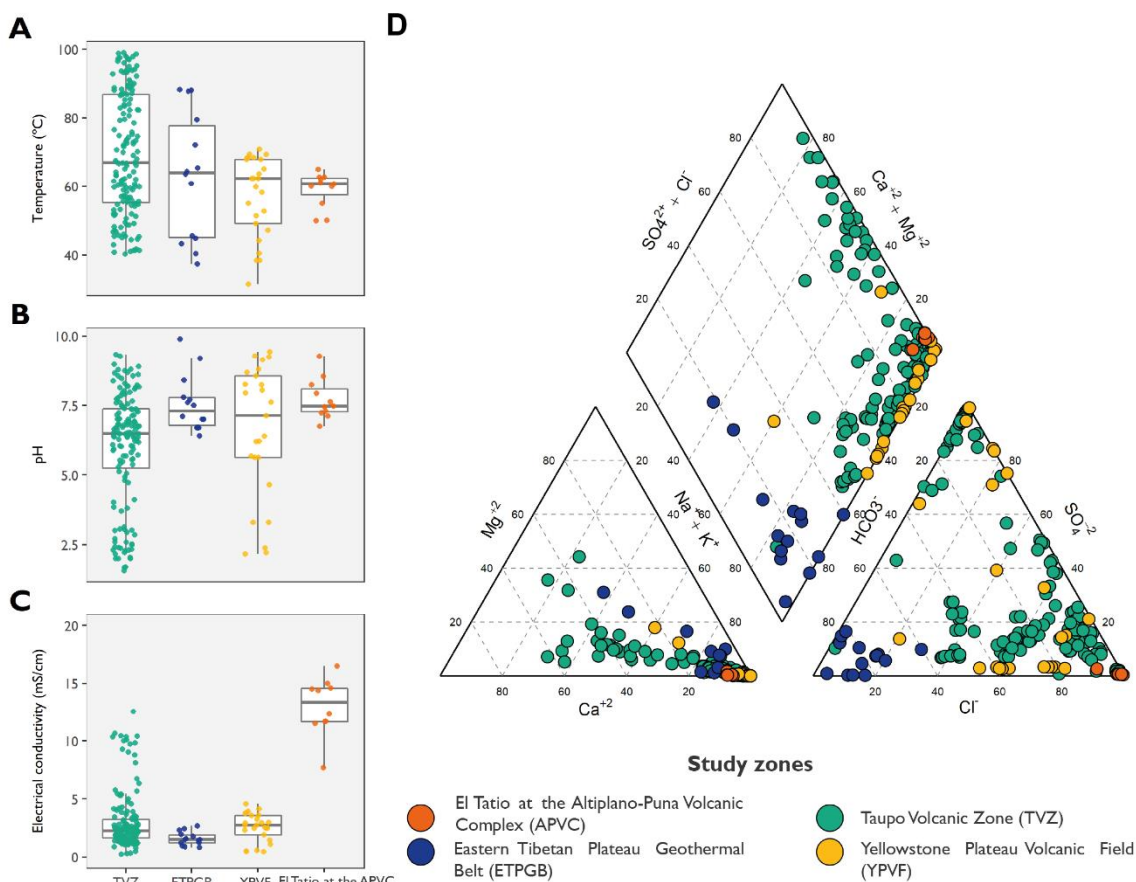 A
Temperature (°C)
100
80
60
40
B
pH
10.0
7.5
5.0
2.5
C
Electrical conductivity (mS/cm)
20
15
10
5
0
TVZ
ETPGB
YPVF
El Tatio at the APVC
D
80
60
40
20
80
60
40
20
SO4²⁺ + Cl⁻
Ca⁺² + Mg⁺²
20
40
60
80
20
40
60
80
Na⁺ + K⁺
HCO3⁻
80
60
40
20
Mg⁺²
80
60
40
20
Ca⁺²
20
40
60
80
80
60
40
20
SO₄⁻²
20
40
60
80
Cl⁻
Study zones
El Tatio at the Altiplano-Puna Volcanic
Complex (APVC)
Eastern Tibetan Plateau Geothermal
Belt (ETPGB)
Taupo Volcanic Zone (TVZ)
Yellowstone Plateau Volcanic Field
(YPVF)